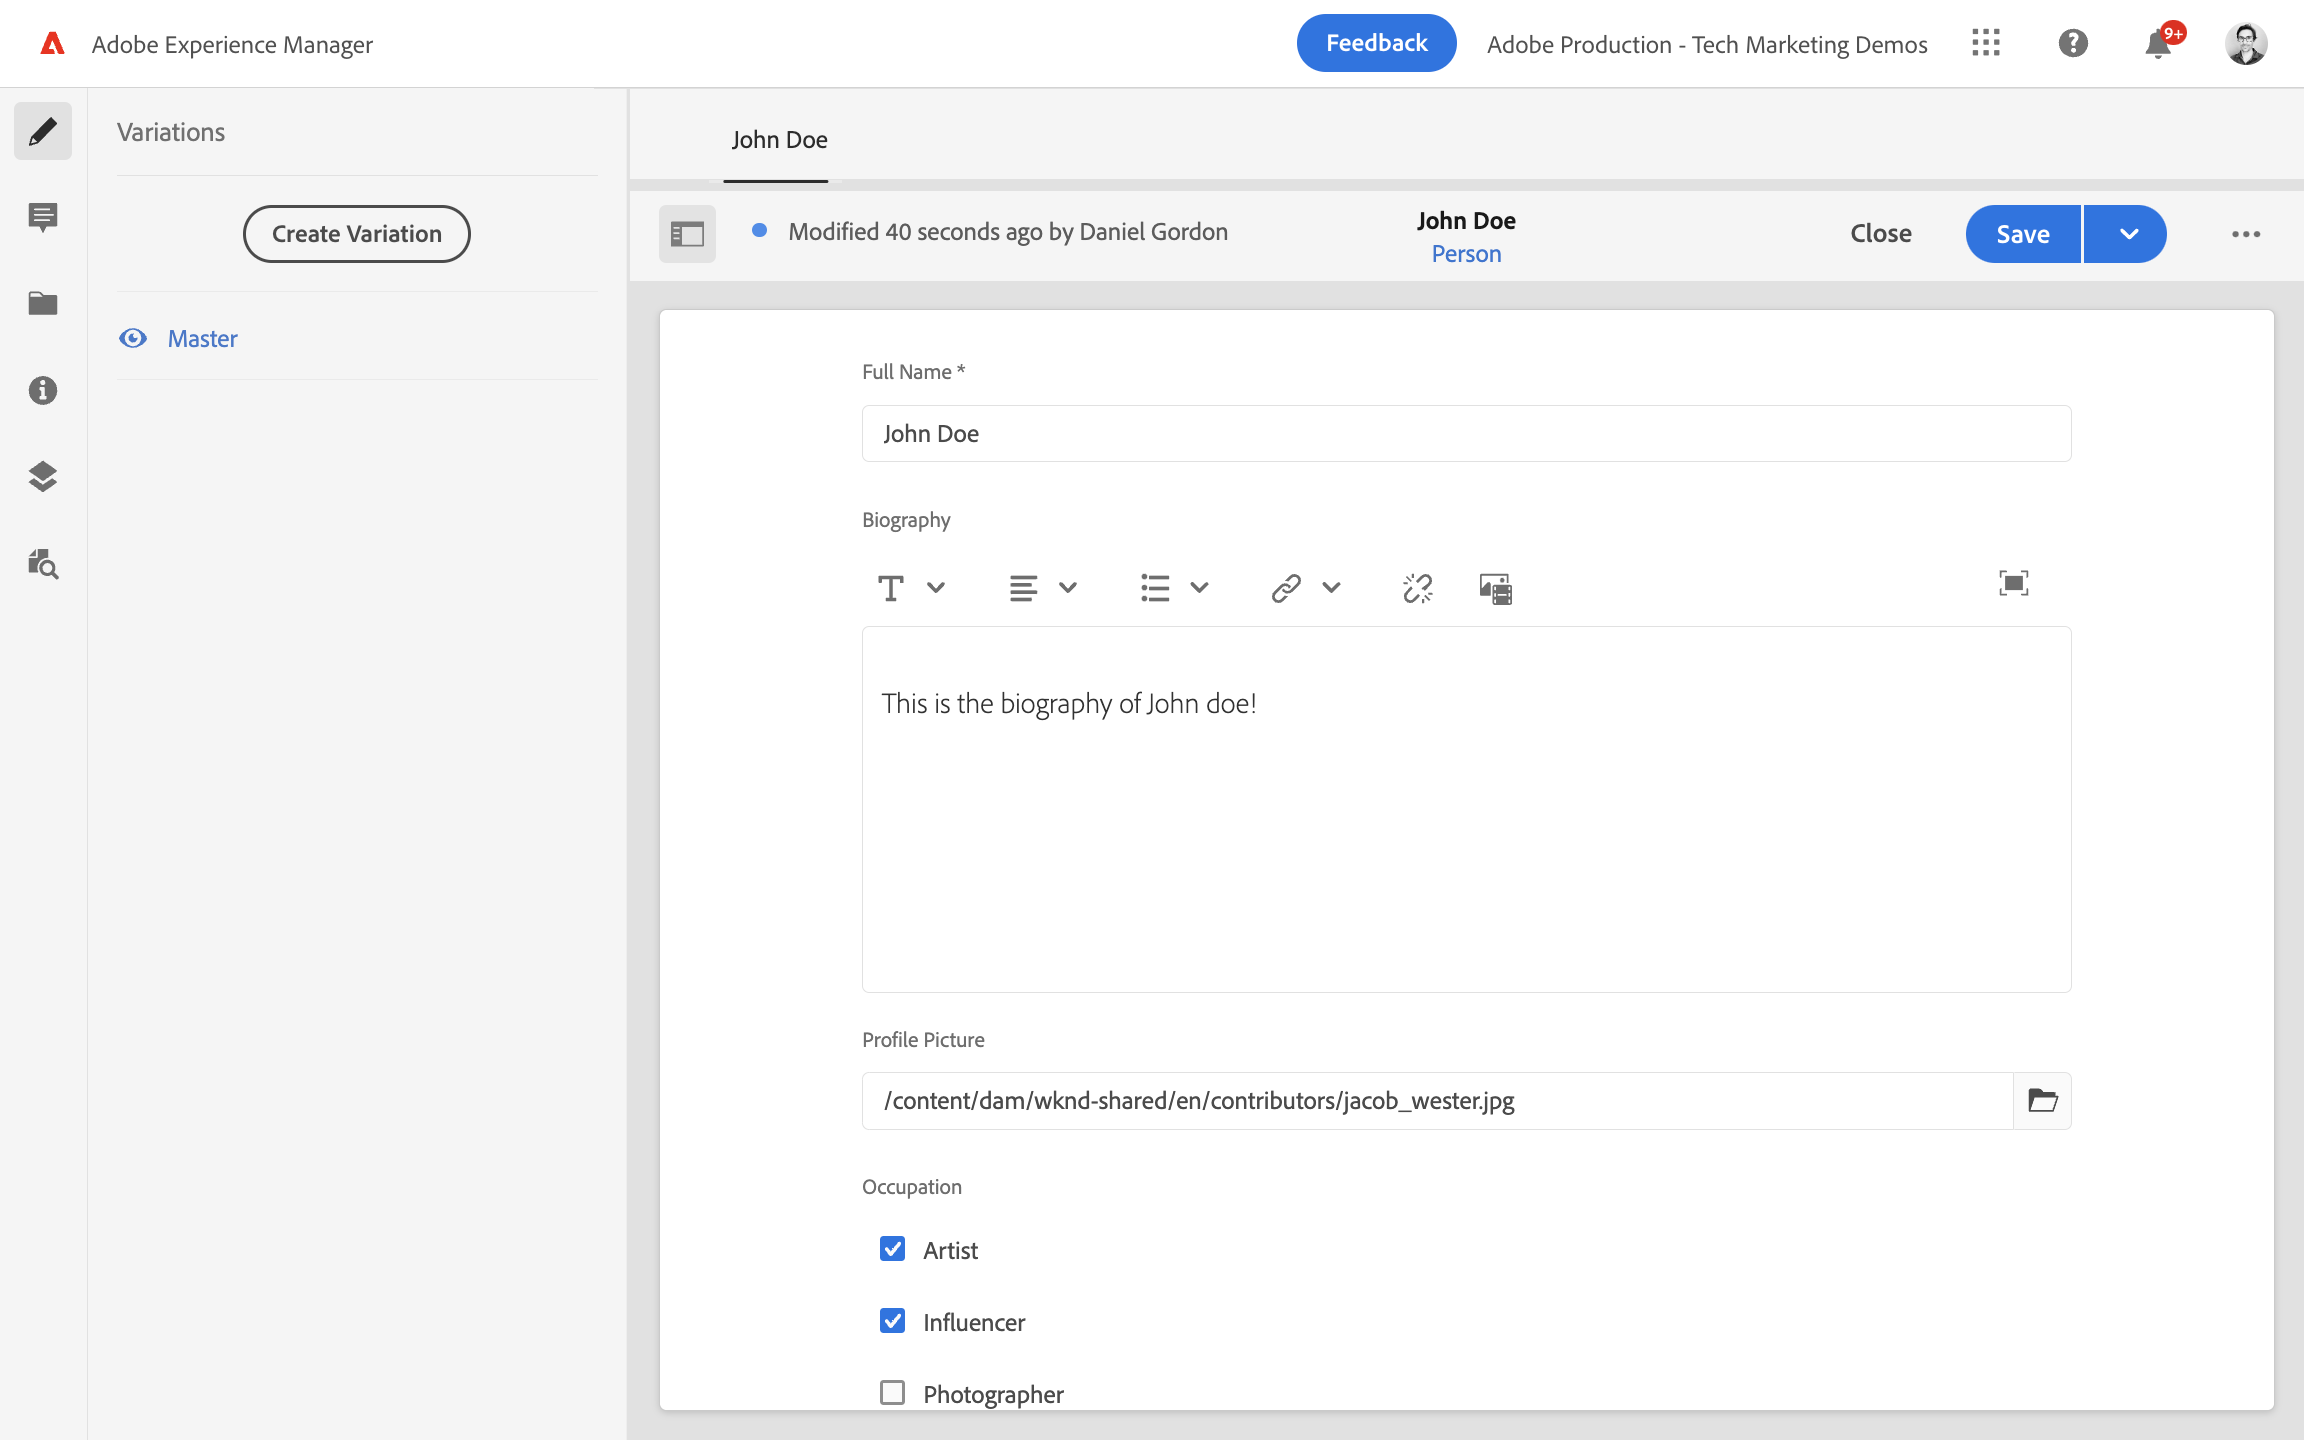 Adobe Experience Manager
Feedback
Adobe Production - Tech Marketing Demos
9+
Variations
Create Variation
Master
John Doe
Modified 40 seconds ago by Daniel Gordon
John Doe
Person
Close
Save
Full Name *
John Doe
Biography
This is the biography of John doe!
Profile Picture
/content/dam/wknd-shared/en/contributors/jacob_wester.jpg
Occupation
Artist
Influencer
Photographer